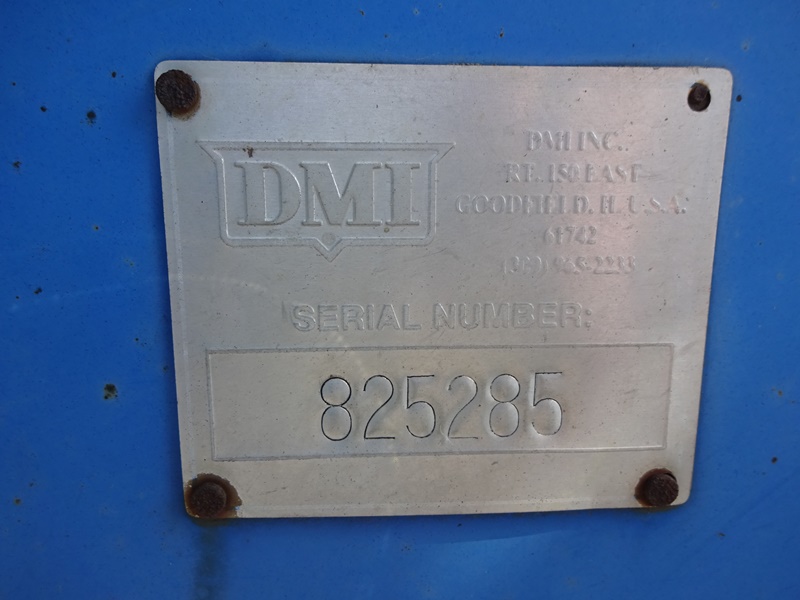 DMI
DMI INC.
RT. 150 EAST
GOODFIELD, IL U.S.A.
61742
SERIAL NUMBER:
825285